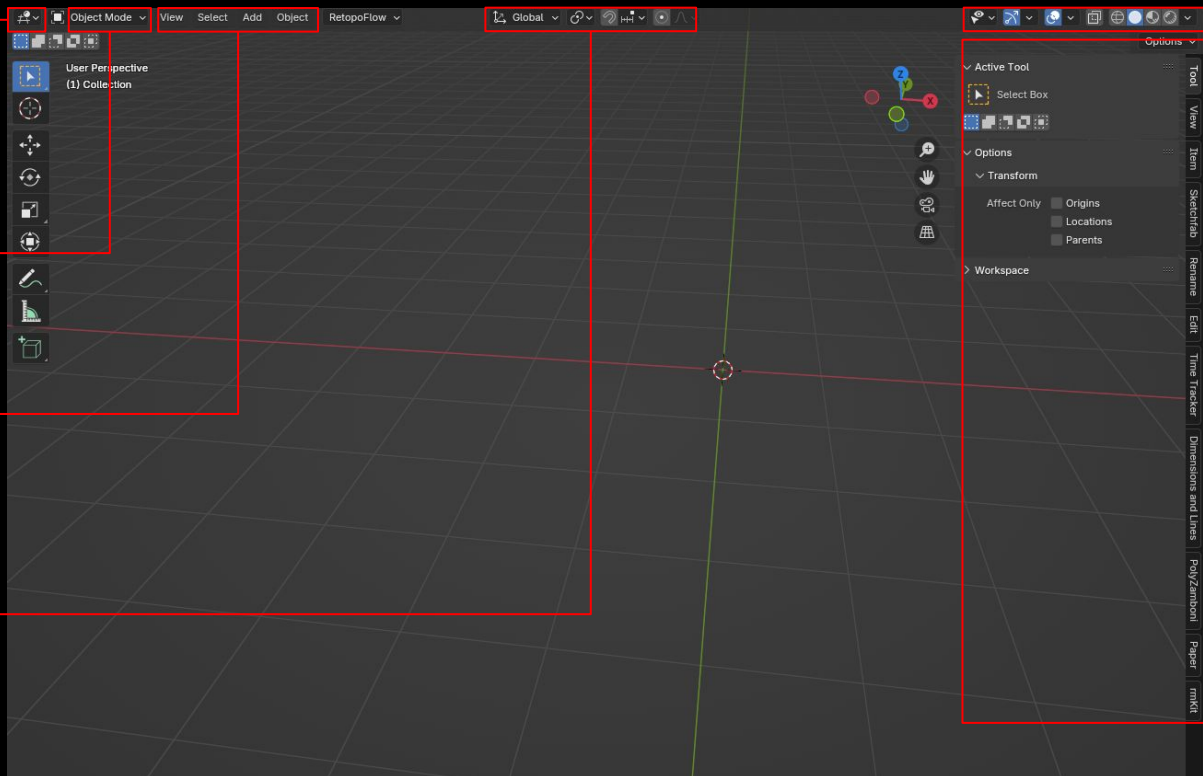 Object Mode View Select Add Object RetopoFlow Global
Options
User Perspective
(1) Collection
Z
Y
X
Active Tool
Select Box
Options
Transform
Affect Only Origins
Locations
Parents
Workspace
Tool
View
Item
Sketchfab
Rename
Edit
Time Tracker
Dimensions and Lines
PolyZamboni
Paper
rmKit